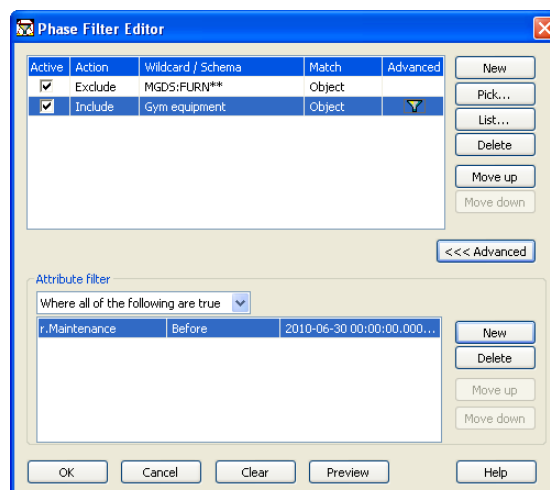 Phase Filter Editor
Active Action Wildcard / Schema Match Advanced
Exclude MGDS:FURN** Object
Include Gym equipment Object
New
Pick...
List...
Delete
Move up
Move down
<<< Advanced
Attribute filter
Where all of the following are true
r.Maintenance Before 2010-06-30 00:00:00.000...
New
Delete
Move up
Move down
OK Cancel Clear Preview Help